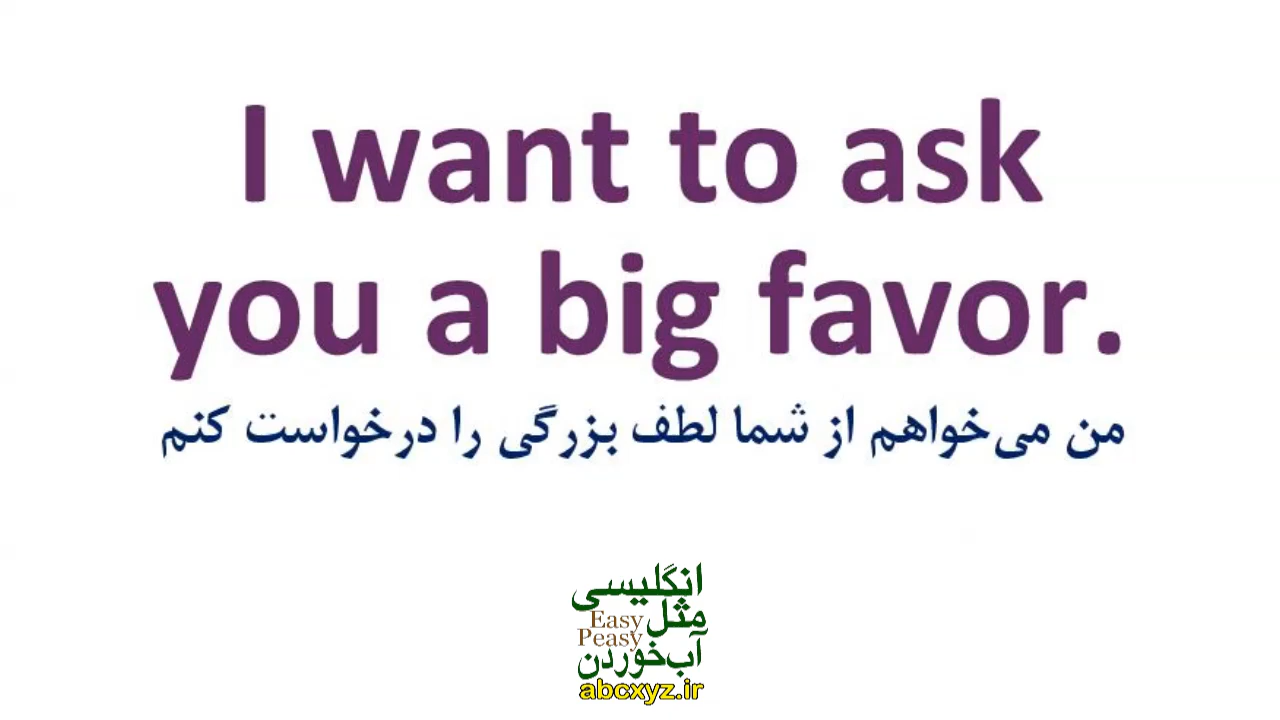 I want to ask
you a big favor.
من می‌خواهم از شما لطف بزرگی را درخواست کنم
انگلیسی
مثل Easy
Peasy
آب‌خوردن
abcxyz.ir